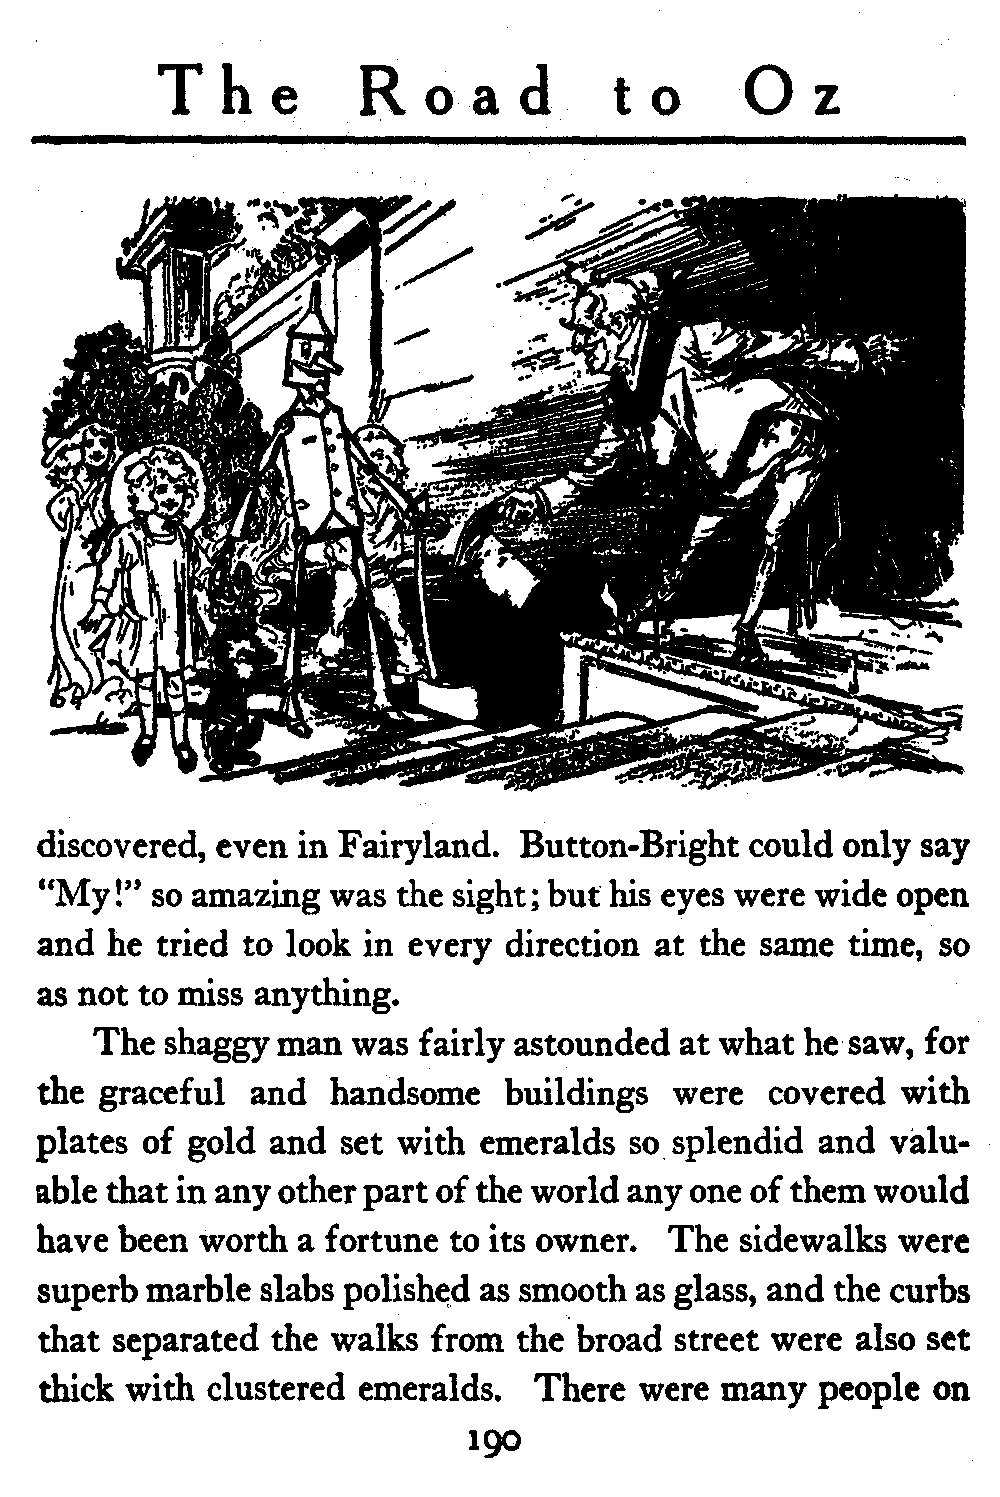 The Road to Oz
discovered, even in Fairyland. Button-Bright could only say
“My!” so amazing was the sight; but his eyes were wide open
and he tried to look in every direction at the same time, so
as not to miss anything.
The shaggy man was fairly astounded at what he saw, for
the graceful and handsome buildings were covered with
plates of gold and set with emeralds so splendid and valu-
able that in any other part of the world any one of them would
have been worth a fortune to its owner. The sidewalks were
superb marble slabs polished as smooth as glass, and the curbs
that separated the walks from the broad street were also set
thick with clustered emeralds. There were many people on
190